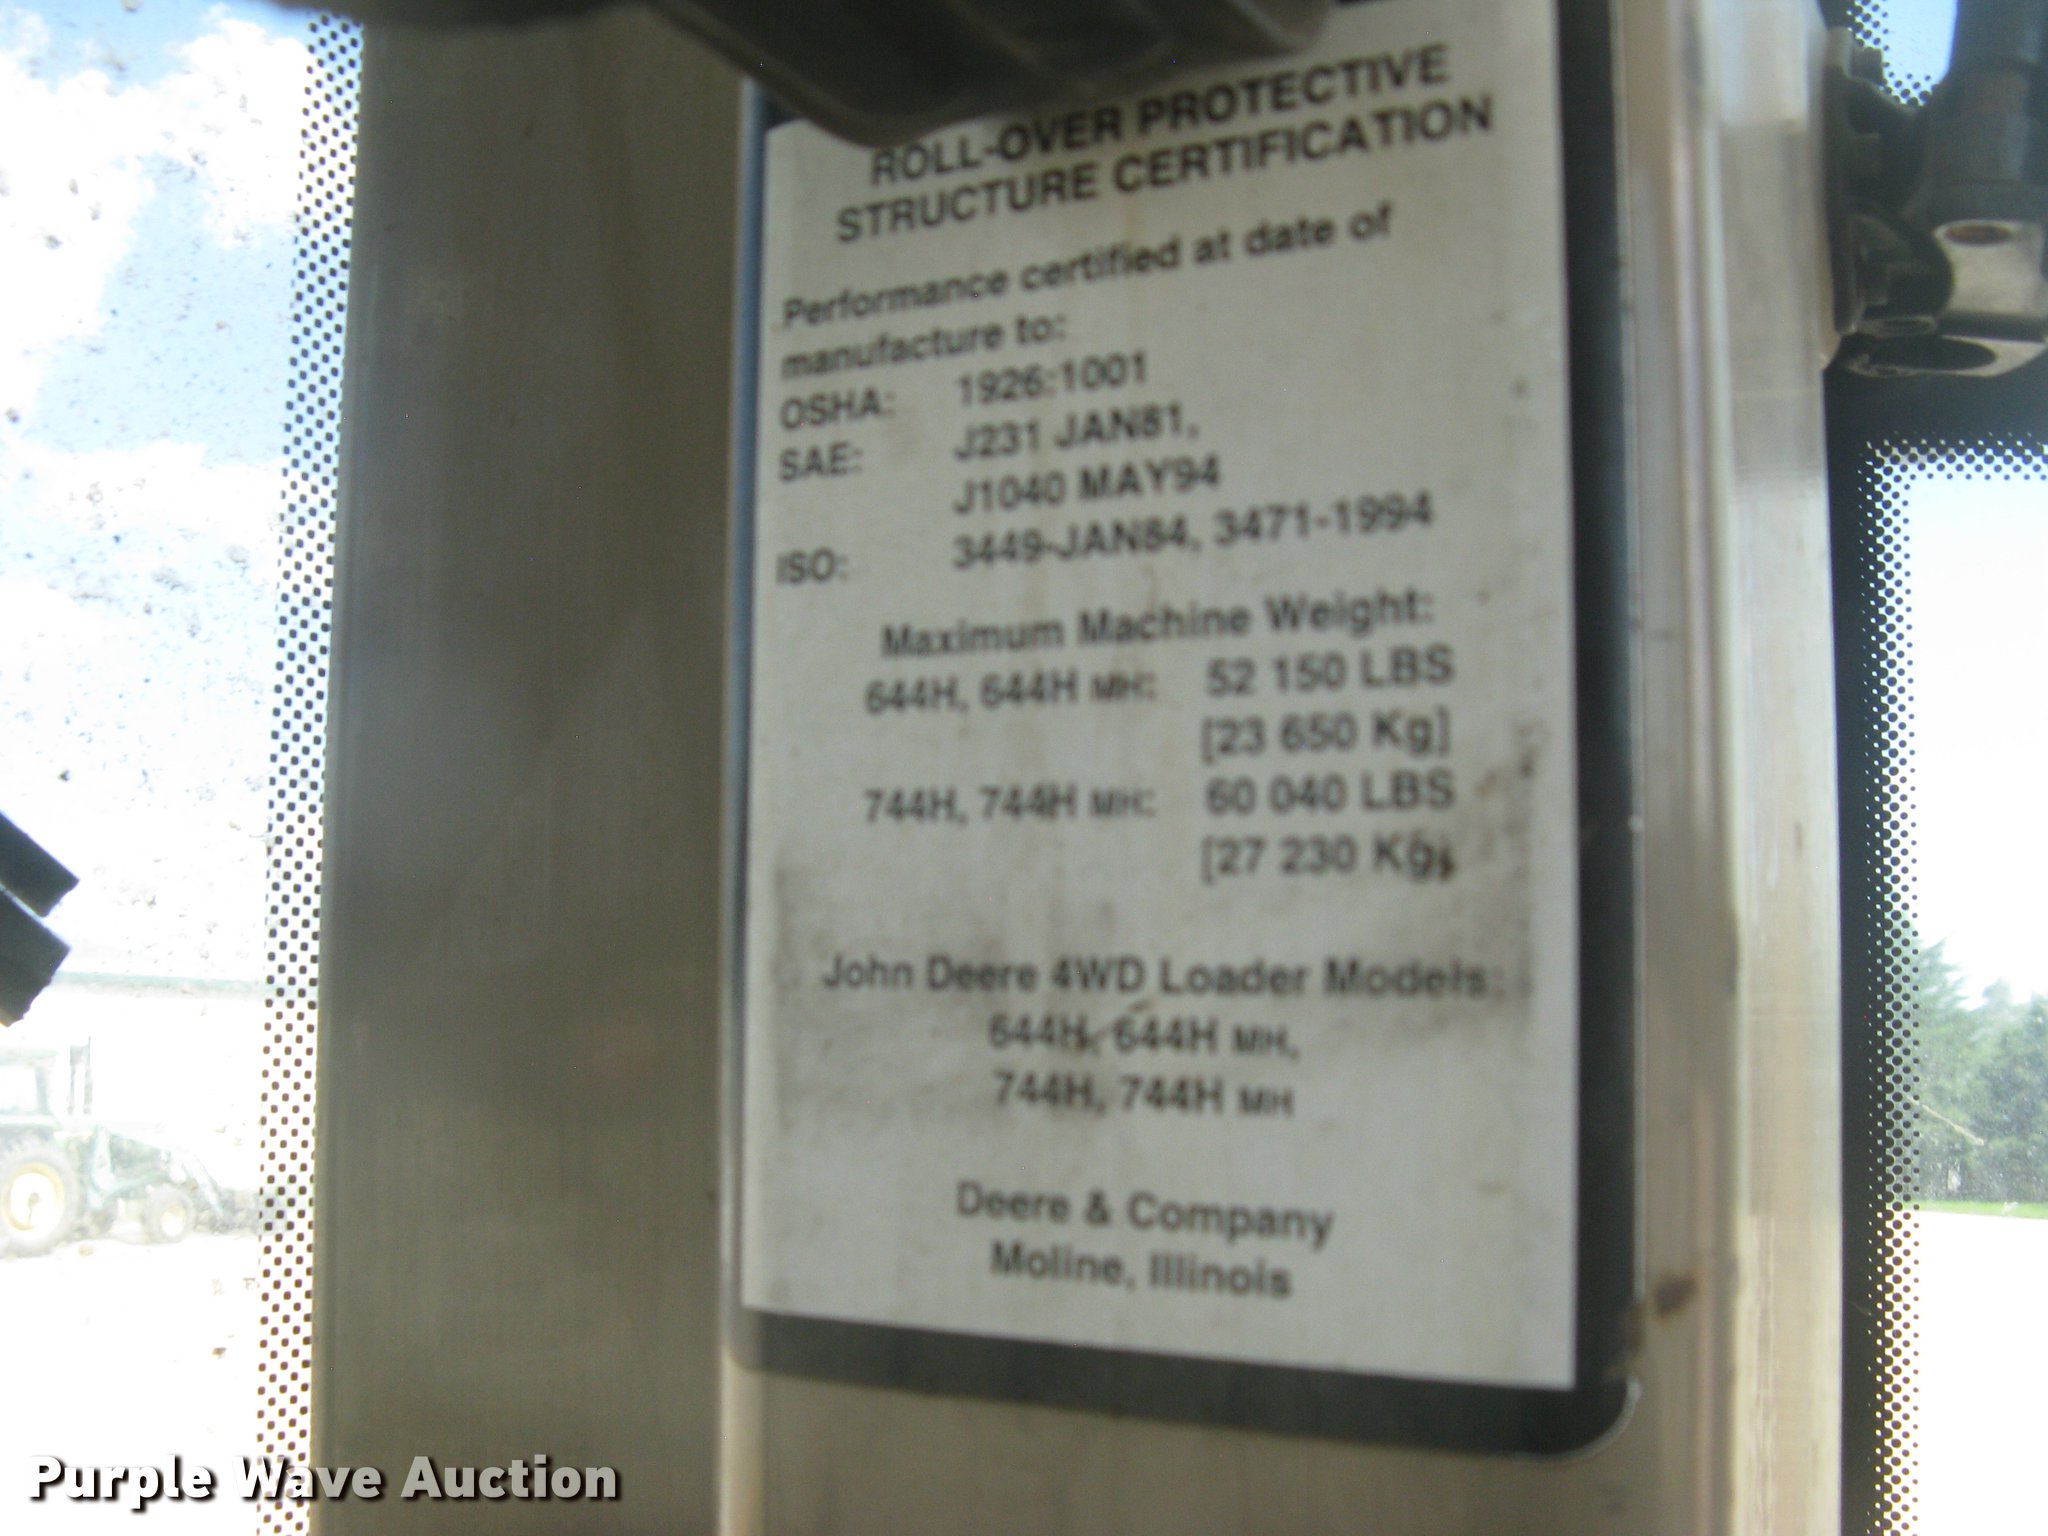 ROLL-OVER PROTECTIVE
STRUCTURE CERTIFICATION
Performance certified at date of
manufacture to:
OSHA: 1926:1001
SAE: J231 JAN81,
J1040 MAY94
ISO: 3449-JAN84, 3471-1994
Maximum Machine Weight:
644H, 644H MH: 52 150 LBS
[23 650 Kg]
744H, 744H MH: 60 040 LBS
[27 230 Kg]
John Deere 4WD Loader Models:
644H, 644H MH,
744H, 744H MH
Deere & Company
Moline, Illinois
Purple Wave Auction